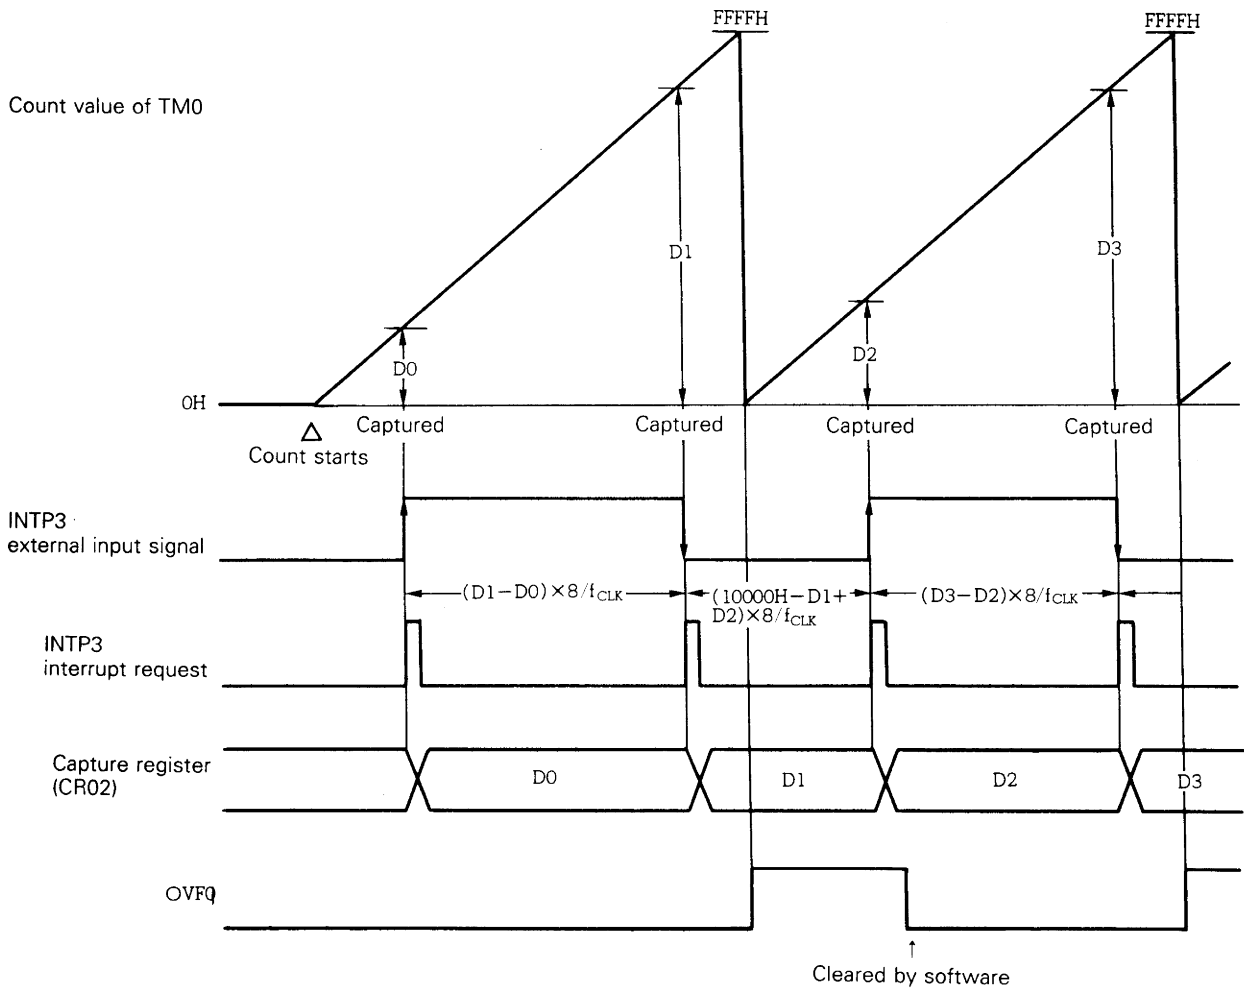 FFFFH
FFFFH
Count value of TM0
D1
D3
D0
D2
0H
Captured
Captured
Captured
Captured
Count starts
INTP3
external input signal
(D1−D0)×8/fCLK
(10000H−D1+
D2)×8/fCLK
(D3−D2)×8/fCLK
INTP3
interrupt request
Capture register
(CR02)
D0
D1
D2
D3
OVF0
Cleared by software